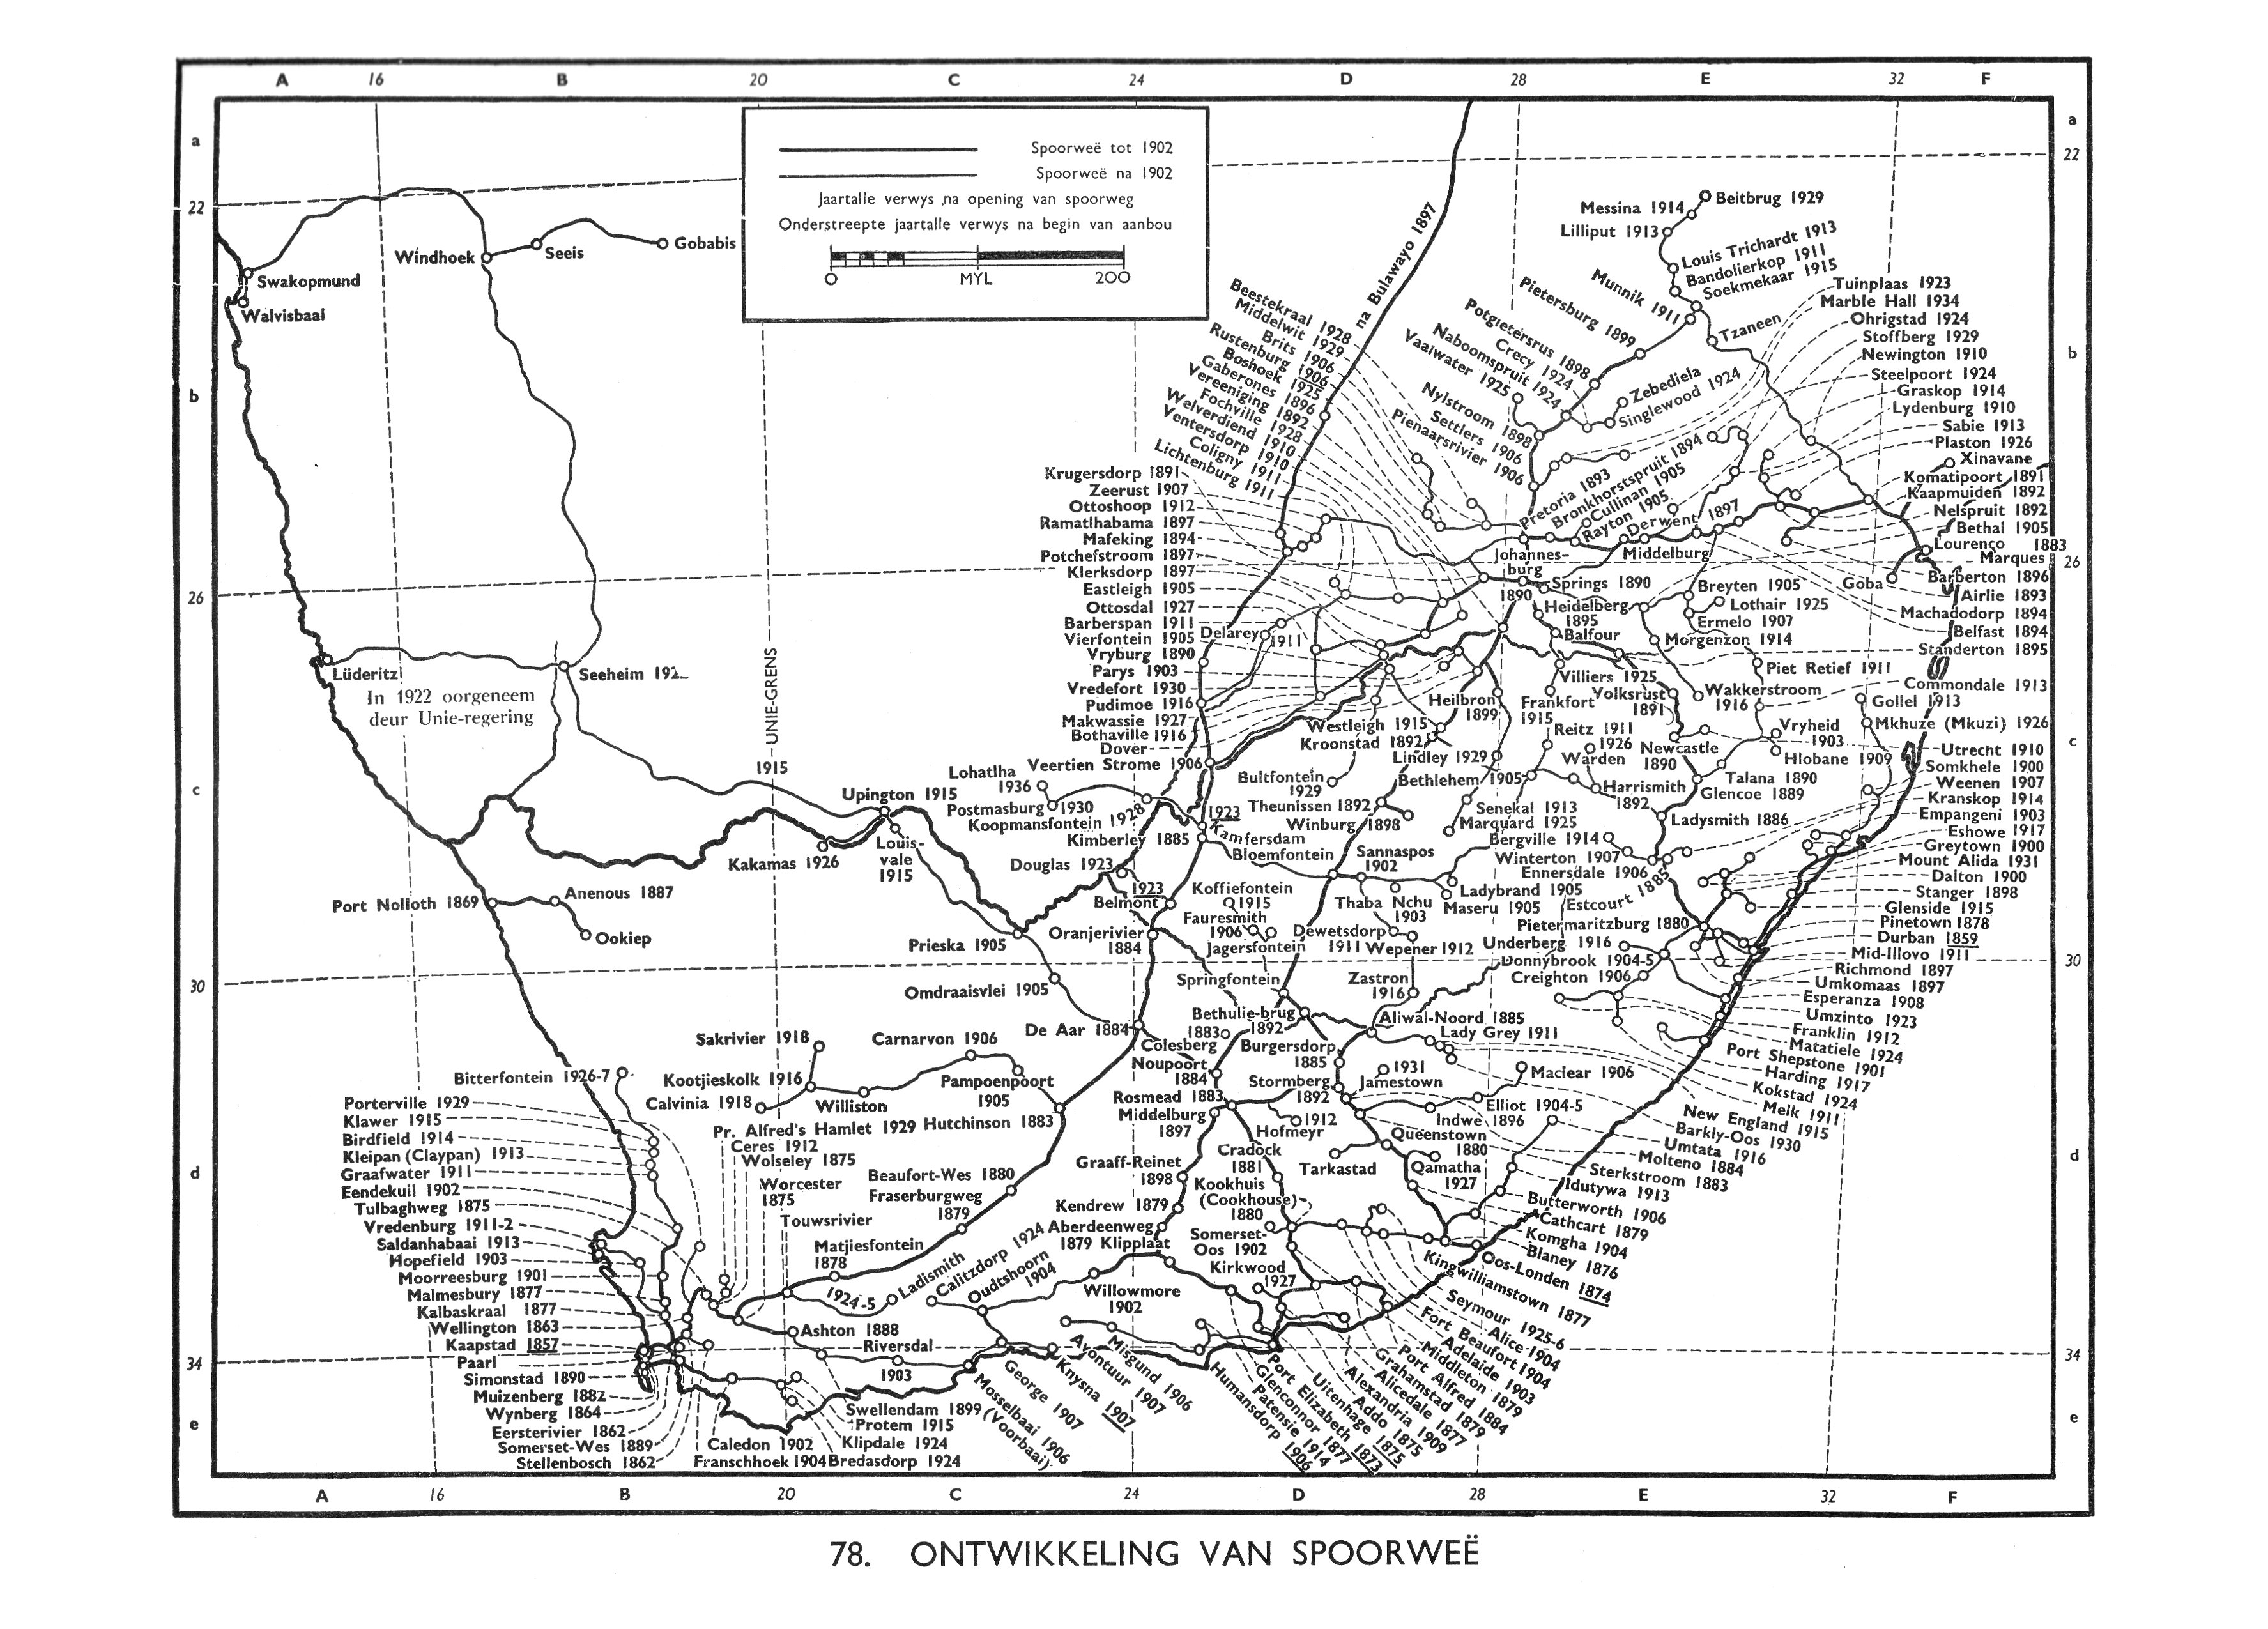 A 16 B 20 C 24 D 28 E 32 F
a
b
c
d
e
22
26
30
34
a
22
b
26
c
30
d
34
e
Spoorweë tot 1902
Spoorweë na 1902
Jaartalle verwys na opening van spoorweg
Onderstreepte jaartalle verwys na begin van aanbou
O MYL 200
Swakopmund
Walvisbaai
Windhoek
Seeis
Gobabis
Lüderitz
Seeheim
In 1922 oorgeneem
deur Unie-regering
UNIE-GRENS
1915
Upington 1915
Kakamas 1926
Louis-
vale
1915
Port Nolloth 1869
Anenous 1887
Ookiep
Prieska 1905
Omdraaisvlei 1905
De Aar 1884
Sakrivier 1918
Kootjieskolk 1916
Calvinia 1918
Williston
Carnarvon 1906
Pampoenpoort
1905
Hutchinson 1883
Beaufort-Wes 1880
Fraserburgweg
1879
Matjiesfontein
1878
Touwsrivier
Worcester
1875
Wolseley 1875
Ceres 1912
Pr. Alfred's Hamlet 1929
Bitterfontein 1926-7
Porterville 1929
Klawer 1915
Birdfield 1914
Kleipan (Claypan) 1913
Graafwater 1911
Eendekuil 1902
Tulbaghweg 1875
Vredenburg 1911-2
Saldanhabaai 1913
Hopefield 1903
Moorreesburg 1901
Malmesbury 1877
Kalbaskraal 1877
Wellington 1863
Kaapstad 1857
Paarl
Simonstad 1890
Muizenberg 1882
Wynberg 1864
Eersterivier 1862
Somerset-Wes 1889
Stellenbosch 1862
Franschhoek 1904
Caledon 1902
Bredasdorp 1924
Klipdale 1924
Protem 1915
Swellendam 1899
Ashton 1888
Riversdal
1903
1924-5
Ladismith
Calitzdorp 1924
Oudtshoorn
1904
Mosselbaai 1906
(Voorbaai)
George 1907
Knysna 1907
Avontuur 1907
Misgund 1906
Willowmore
1902
Klipplaat
Aberdeenweg
1879
Kendrew 1879
Graaff-Reinet
1898
Middelburg
1897
Rosmead 1883
Noupoort
1884
Colesberg
1883
Hofmeyr
1912
Cradock
1881
Kookhuis
(Cookhouse)
1880
Somerset-
Oos 1902
Kirkwood
1927
Humansdorp 1906
Patensie 1914
Glenconnor 1877
Port Elizabeth 1873
Uitenhage 1875
Addo 1875
Alexandria 1909
Alicedale 1877
Grahamstad 1879
Port Alfred 1884
Middleton 1879
Adelaide 1903
Fort Beaufort 1904
Alice 1904
Seymour 1925-6
Kingwilliamstown 1877
Oos-Londen 1874
Blaney 1876
Komgha 1904
Cathcart 1879
Butterworth 1906
Idutywa 1913
Sterkstroom 1883
Molteno 1884
Umtata 1916
Barkly-Oos 1930
New England 1915
Melk 1911
Kokstad 1924
Harding 1917
Port Shepstone 1901
Matatiele 1924
Franklin 1912
Umzinto 1923
Esperanza 1908
Umkomaas 1897
Richmond 1897
Mid-Illovo 1911
Durban 1859
Pinetown 1878
Glenside 1915
Stanger 1898
Dalton 1900
Mount Alida 1931
Greytown 1900
Eshowe 1917
Empangeni 1903
Kranskop 1914
Weenen 1907
Somkhele 1900
Utrecht 1910
Mkhuze (Mkuzi) 1926
Gollel 1913
Commondale 1913
Standerton 1895
Belfast 1894
Machadodorp 1894
Airlie 1893
Barberton 1896
Goba
Lourenço
Marques
1883
Bethal 1905
Nelspruit 1892
Kaapmuiden 1892
Komatipoort 1891
Xinavane
Plaston 1926
Sabie 1913
Lydenburg 1910
Graskop 1914
Steelpoort 1924
Newington 1910
Stoffberg 1929
Ohrigstad 1924
Marble Hall 1934
Tuinplaas 1923
Beitbrug 1929
Messina 1914
Lilliput 1913
Louis Trichardt 1913
Bandolierkop 1911
Soekmekaar 1915
Munnik 1911
Tzaneen
Pietersburg 1899
Potgietersrus 1898
Crecy 1924
Naboomspruit 1924
Vaalwater 1925
Zebediela
Singlewood 1924
Nylstroom 1898
Settlers 1906
Pienaarsrivier 1906
na Bulawayo 1897
Beestekraal 1928
Middelwit 1929
Brits 1906
Rustenburg 1906
Boshoek 1925
Gaberones 1896
Vereeniging 1892
Fochville 1928
Welverdiend 1910
Ventersdorp 1910
Coligny 1911
Lichtenburg 1911
Krugersdorp 1891
Zeerust 1907
Ottoshoop 1912
Ramatlhabama 1897
Mafeking 1894
Potchefstroom 1897
Klerksdorp 1897
Eastleigh 1905
Ottosdal 1927
Barberspan 1911
Vierfontein 1905
Vryburg 1890
Parys 1903
Vredefort 1930
Pudimoe 1916
Makwassie 1927
Bothaville 1916
Dover
Veertien Strome 1906
Delarey
1911
Pretoria 1893
Bronkhorstspruit 1894
Cullinan 1905
Rayton 1905
Derwent 1897
Middelburg
Johannes-
burg
1890
Springs 1890
Heidelberg
1895
Balfour
Breyten 1905
Lothair 1925
Ermelo 1907
Morgenzon 1914
Piet Retief 1911
Wakkerstroom
1916
Volksrust
1891
Villiers 1925
Frankfort
1915
Heilbron
1899
Westleigh 1915
Kroonstad 1892
Lindley 1929
Reitz 1911
1926
Warden
Newcastle
1890
Vryheid
1903
Hlobane 1909
Talana 1890
Glencoe 1889
Harrismith
1892
Ladysmith 1886
Bethlehem 1905
Bultfontein
1929
Theunissen 1892
Winburg 1898
Senekal 1913
Marquard 1925
Bergville 1914
Winterton 1907
Ennersdale 1906
Estcourt 1885
Pietermaritzburg 1880
Underberg 1916
Donnybrook 1904-5
Creighton 1906
Lohatlha
1936
Postmasburg
1930
Koopmansfontein 1928
Kimberley 1885
1923
Kamfersdam
Bloemfontein
Sannaspos
1902
Ladybrand 1905
Maseru 1905
Thaba Nchu
1903
Douglas 1923
1923
Belmont
Koffiefontein
1915
Fauresmith
1906
Jagersfontein
Dewetsdorp
1911
Wepener 1912
Oranjerivier
1884
Springfontein
Zastron
1916
Bethulie-brug
1892
Aliwal-Noord 1885
Lady Grey 1911
Burgersdorp
1885
Stormberg
1892
1931
Jamestown
Maclear 1906
Elliot 1904-5
Indwe
1896
Queenstown
1880
Tarkastad
Qamatha
1927
A 16 B 20 C 24 D 28 E 32 F
78. ONTWIKKELING VAN SPOORWEË